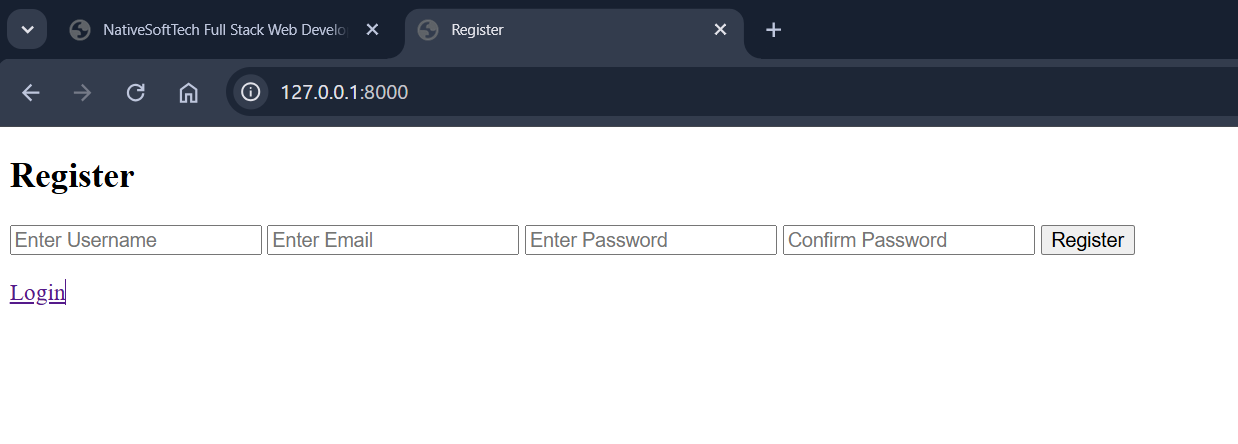 NativeSoftTech Full Stack Web Develo
Register
127.0.0.1:8000
Register
Enter Username Enter Email Enter Password Confirm Password Register
Login